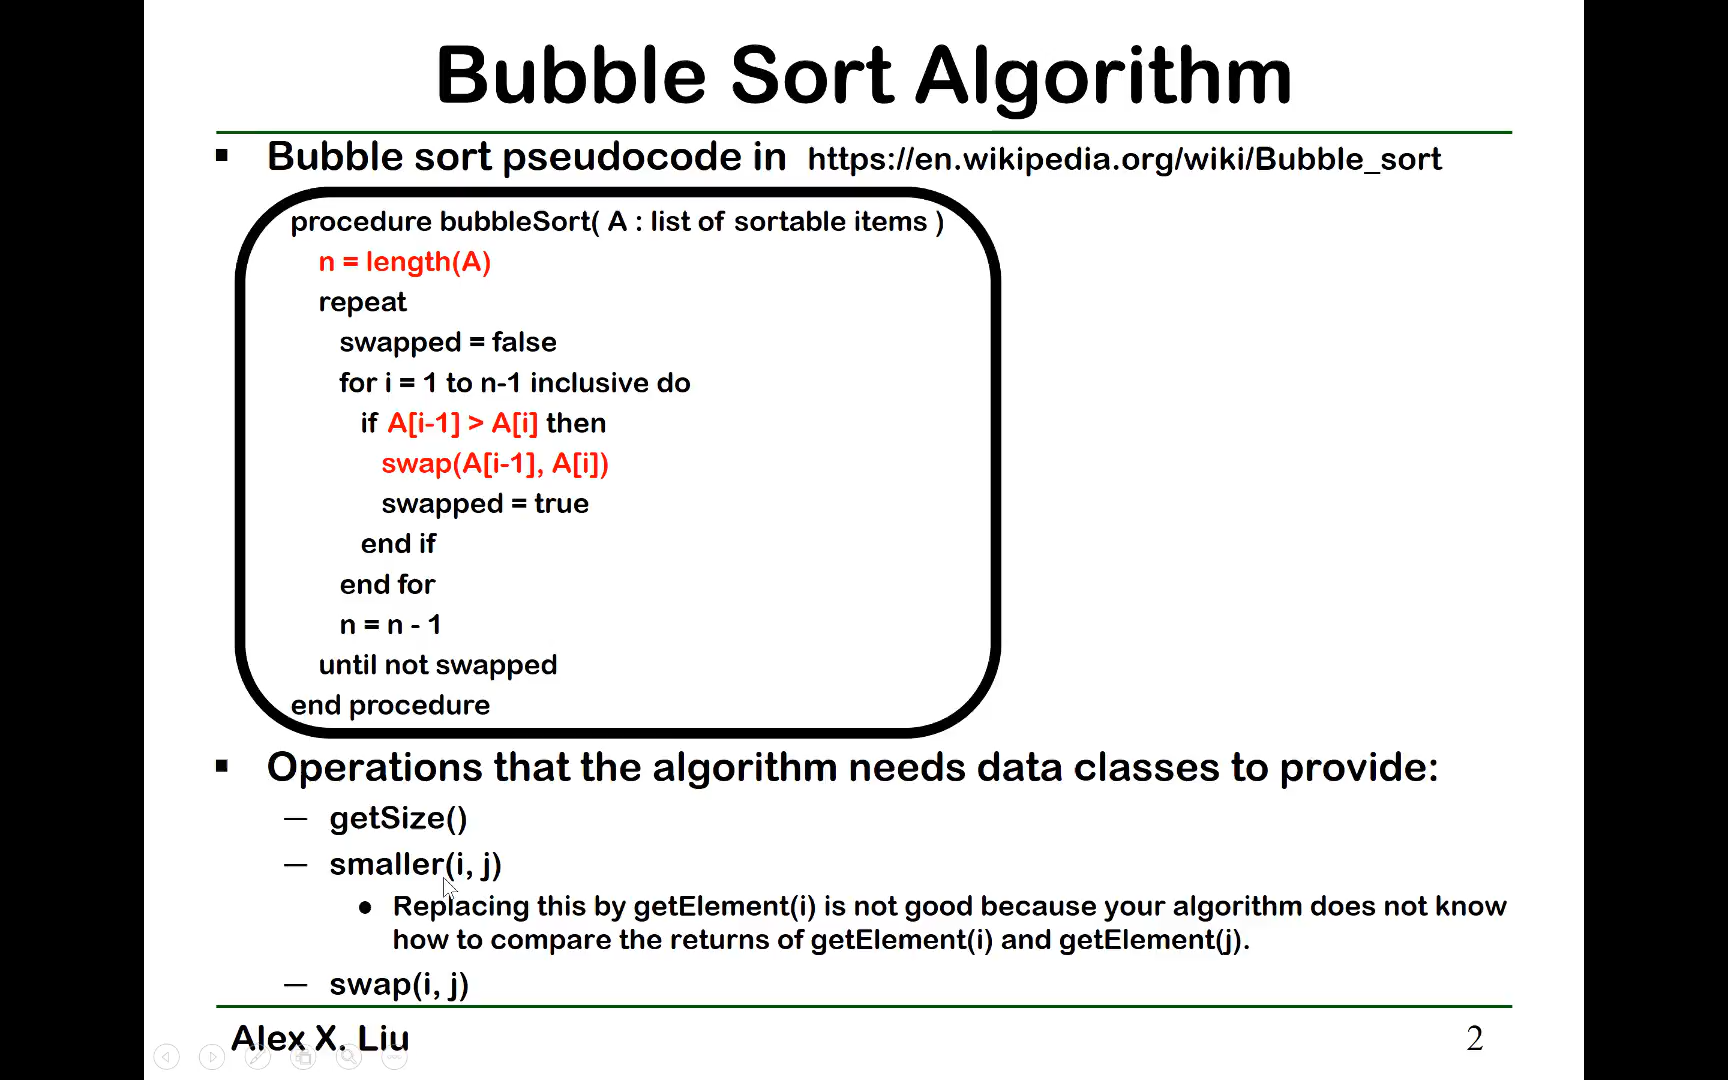 Bubble Sort Algorithm
▪ Bubble sort pseudocode in https://en.wikipedia.org/wiki/Bubble_sort
procedure bubbleSort( A : list of sortable items )
n = length(A)
repeat
swapped = false
for i = 1 to n-1 inclusive do
if A[i-1] > A[i] then
swap(A[i-1], A[i])
swapped = true
end if
end for
n = n - 1
until not swapped
end procedure
▪ Operations that the algorithm needs data classes to provide:
— getSize()
— smaller(i, j)
● Replacing this by getElement(i) is not good because your algorithm does not know
how to compare the returns of getElement(i) and getElement(j).
— swap(i, j)
Alex X. Liu
2